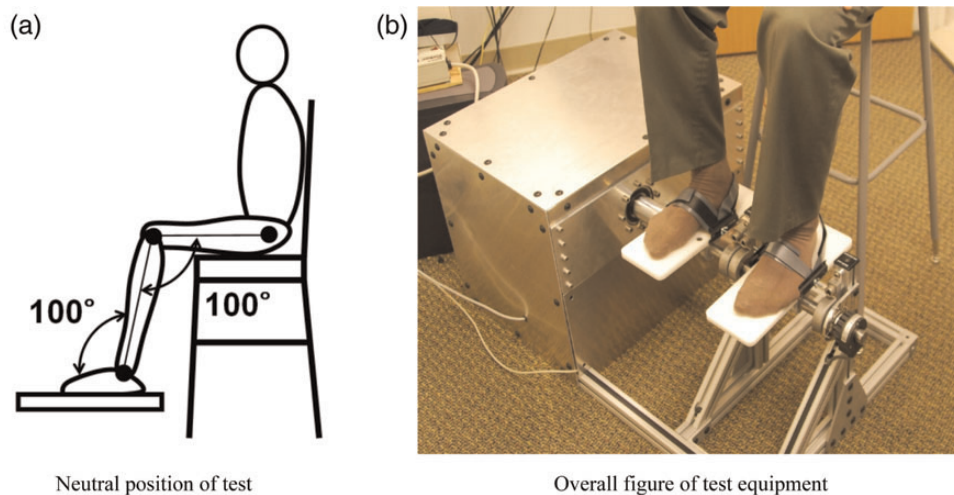 (a)
(b)
100°
100°
Neutral position of test
Overall figure of test equipment